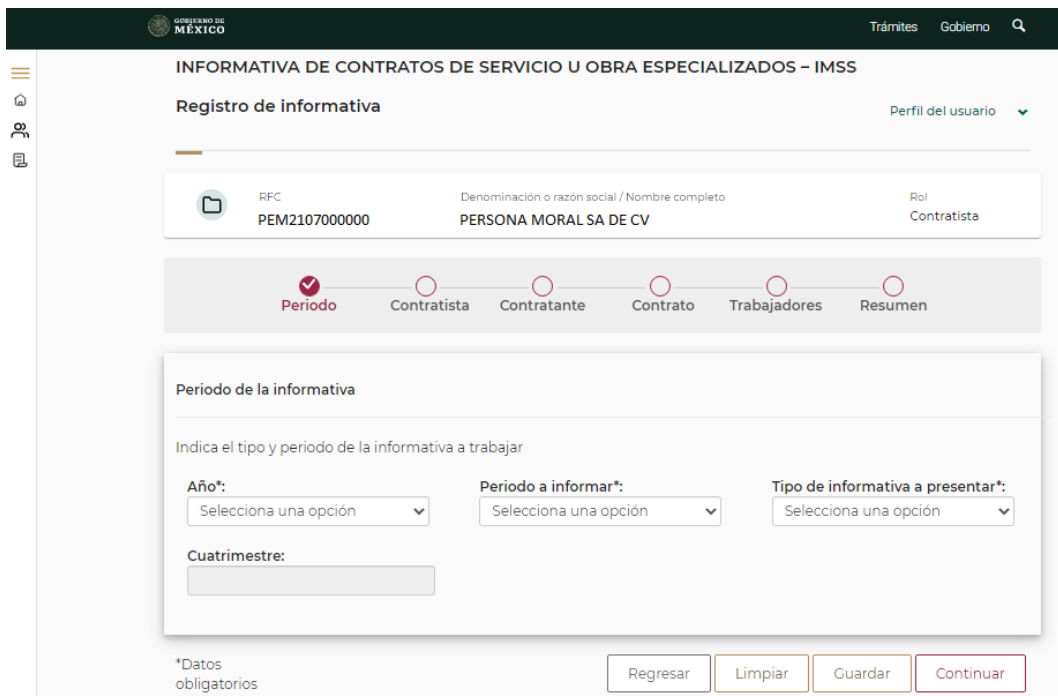 GOBIERNO DE
MÉXICO
Trámites Gobierno
INFORMATIVA DE CONTRATOS DE SERVICIO U OBRA ESPECIALIZADOS – IMSS
Registro de informativa
Perfil del usuario
RFC Denominación o razón social / Nombre completo Rol
PEM2107000000 PERSONA MORAL SA DE CV Contratista
Periodo Contratista Contratante Contrato Trabajadores Resumen
Periodo de la informativa
Indica el tipo y periodo de la informativa a trabajar
Año*: Periodo a informar*: Tipo de informativa a presentar*:
Selecciona una opción Selecciona una opción Selecciona una opción
Cuatrimestre:
*Datos
obligatorios
Regresar Limpiar Guardar Continuar